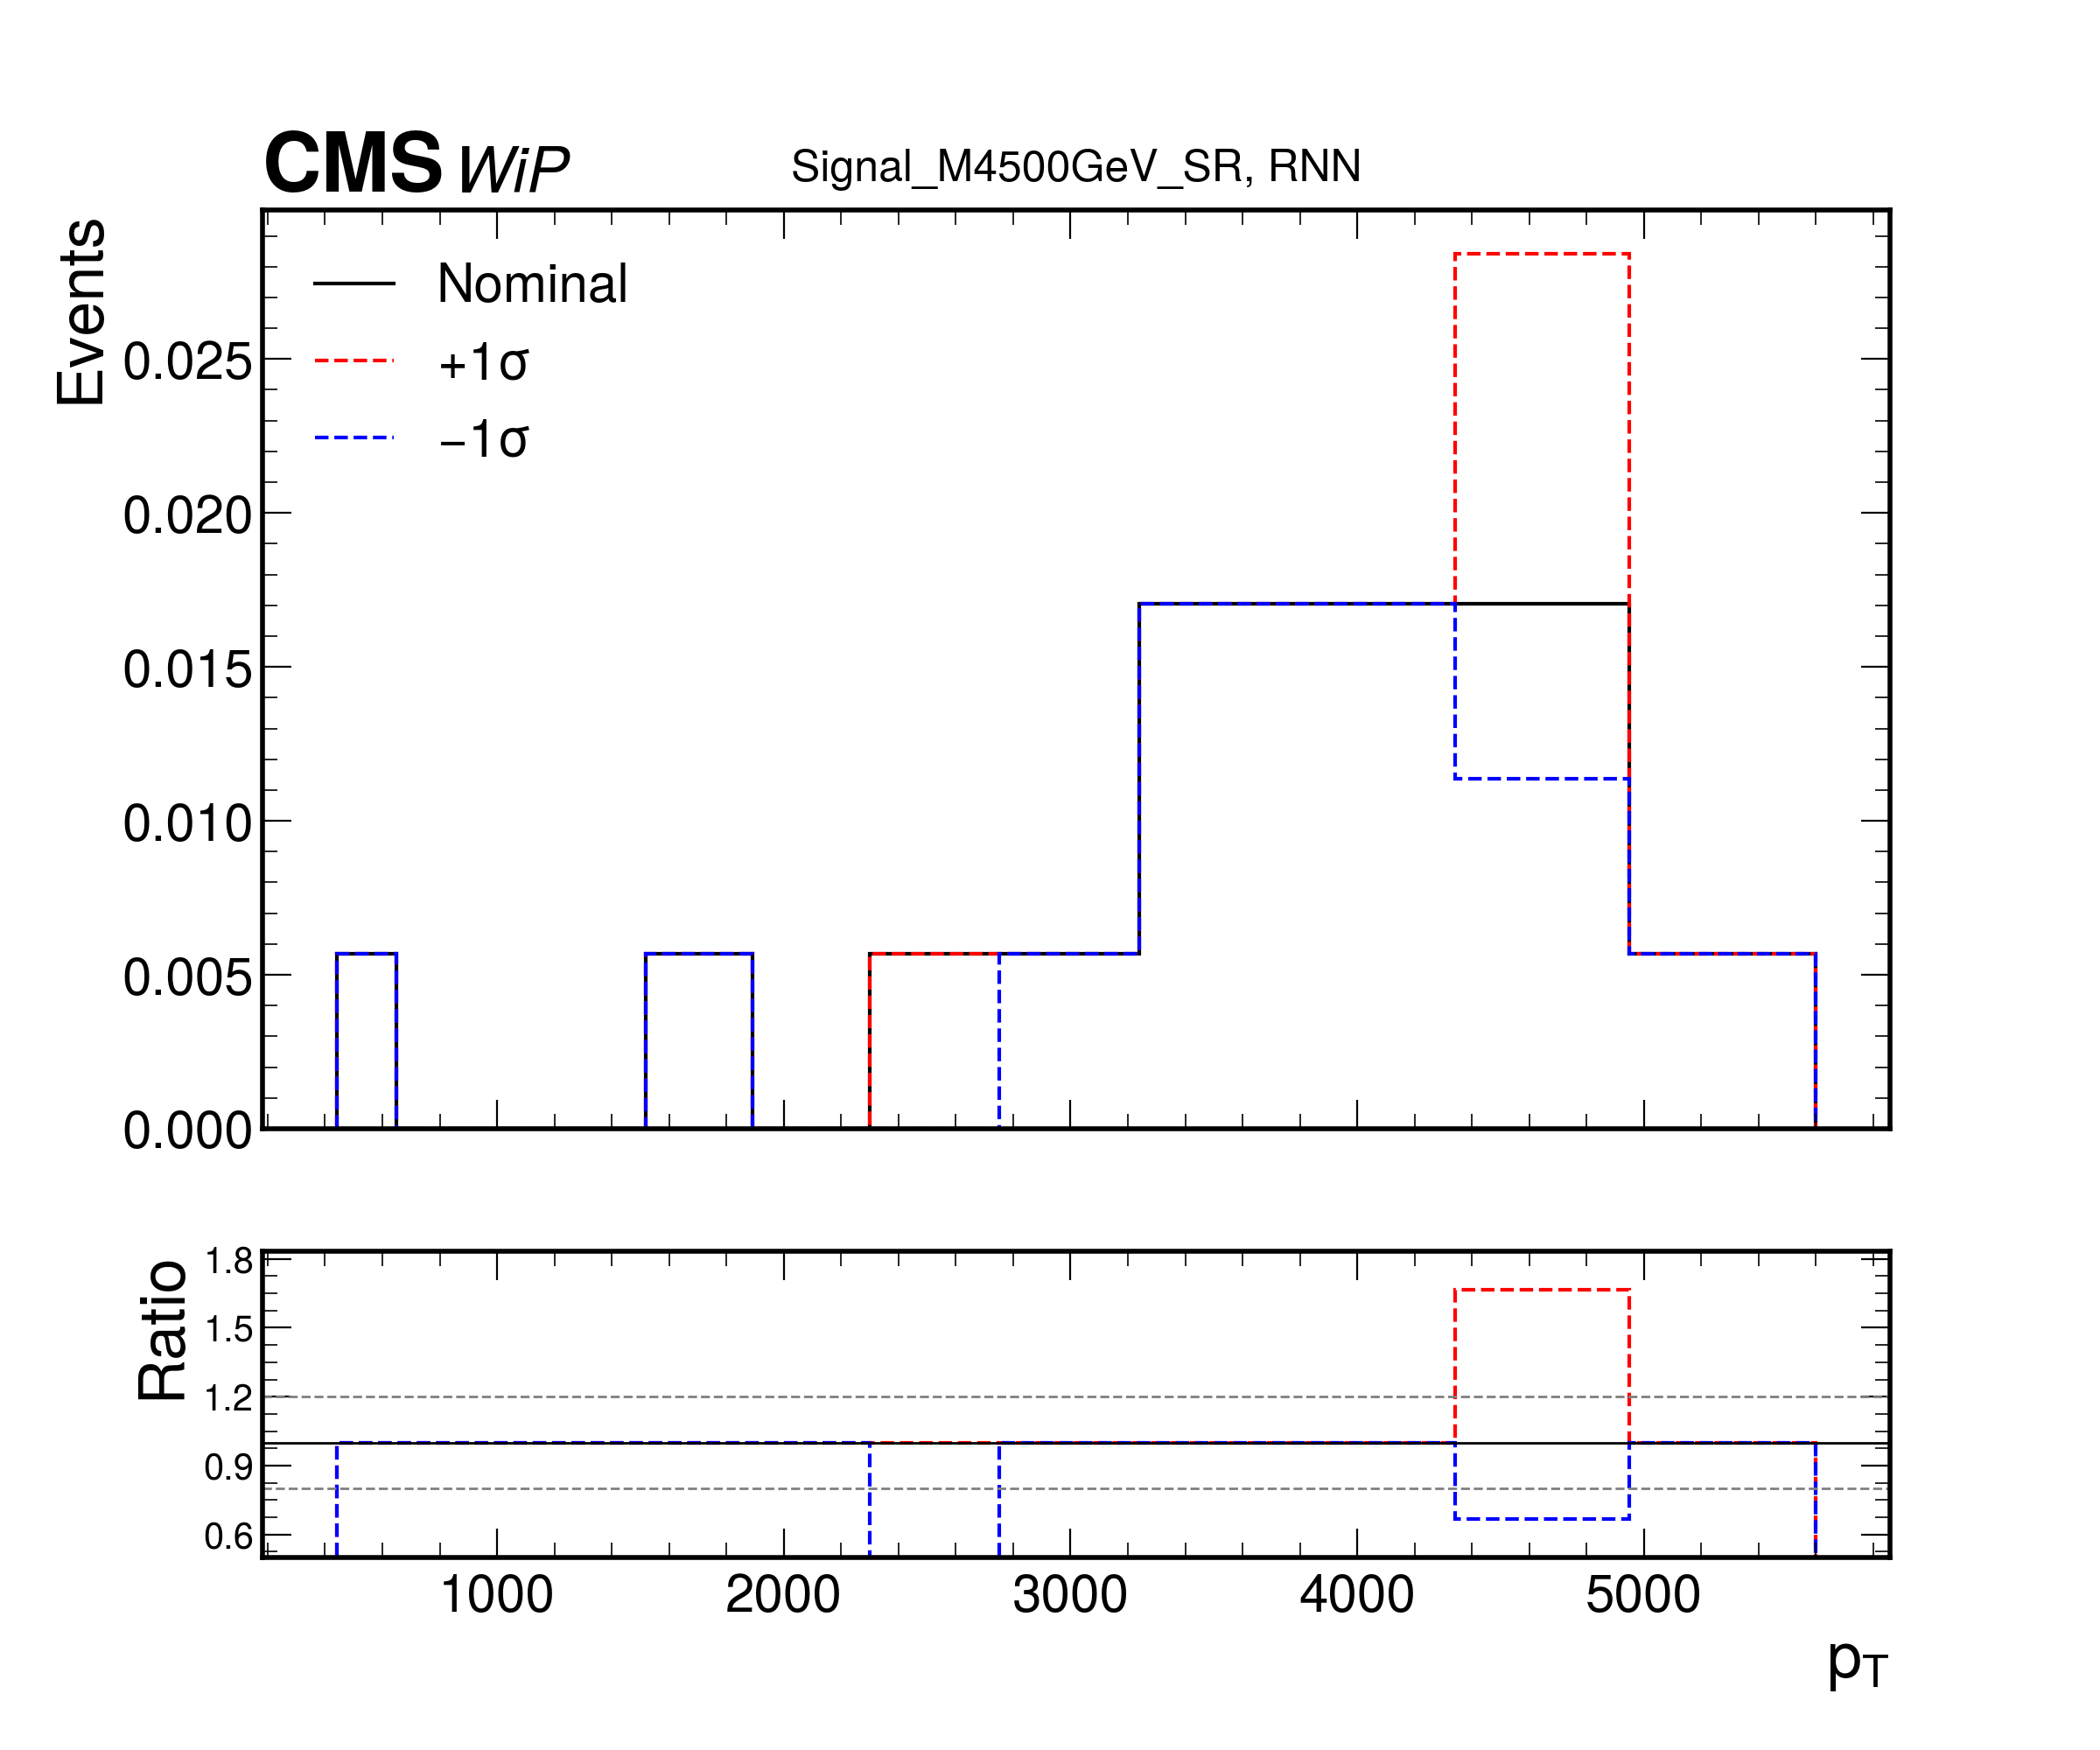 CMS WiP
Signal_M4500GeV_SR, RNN
Events
Nominal
+1σ
−1σ
0.025
0.020
0.015
0.010
0.005
0.000
Ratio
1.8
1.5
1.2
0.9
0.6
1000 2000 3000 4000 5000
pT